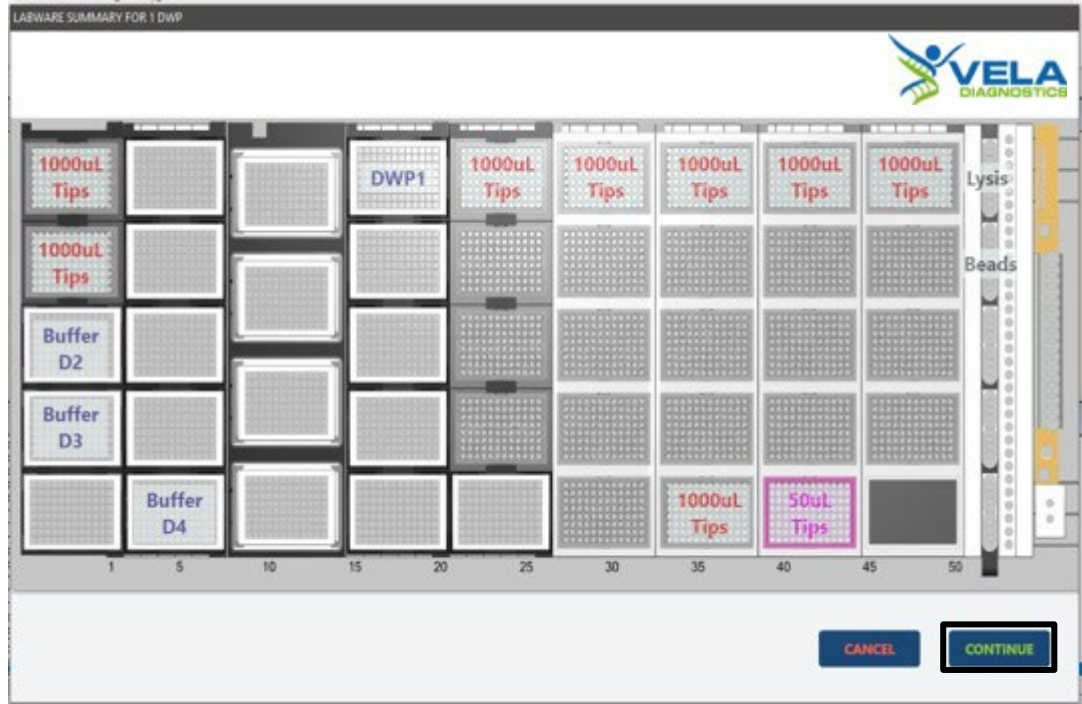 LABWARE SUMMARY FOR 1 DWP
VELA
DIAGNOSTICS
1000uL
Tips
DWP1
1000uL
Tips
1000uL
Tips
1000uL
Tips
1000uL
Tips
1000uL
Tips
Lysis
1000uL
Tips
Beads
Buffer
D2
Buffer
D3
Buffer
D4
1000uL
Tips
50uL
Tips
1 5 10 15 20 25 30 35 40 45 50
CANCEL
CONTINUE